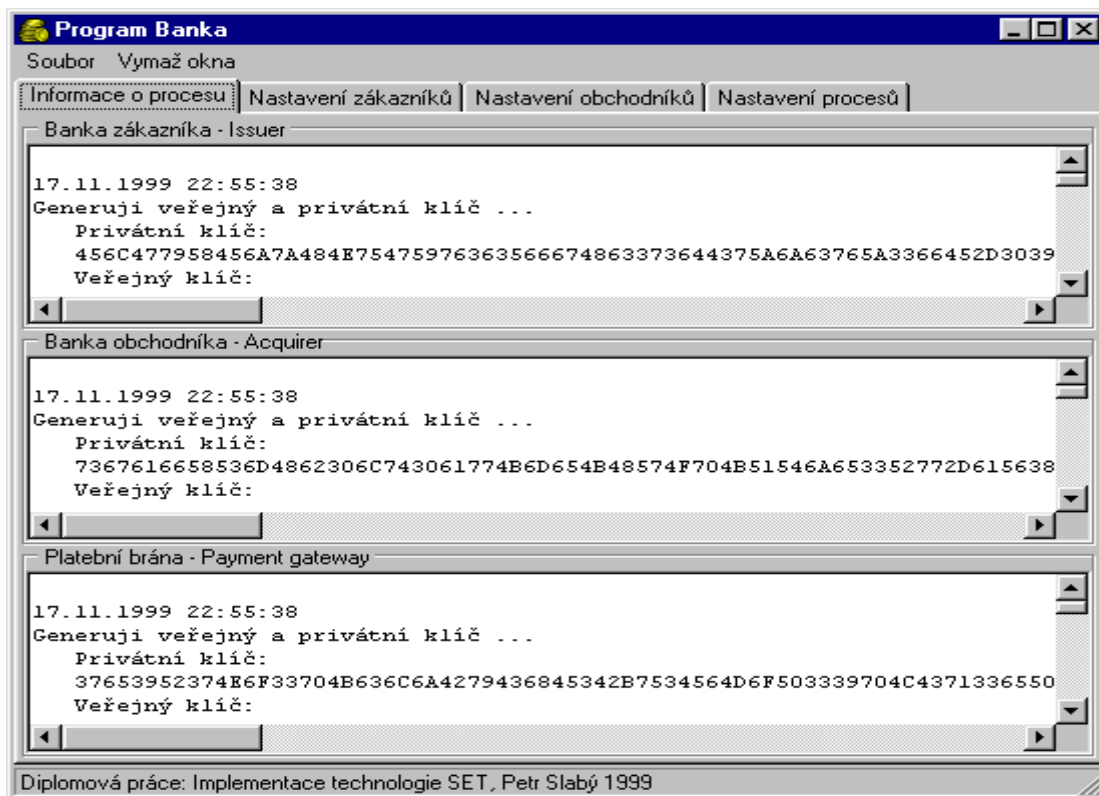 Program Banka
Soubor Vymaž okna
Informace o procesu Nastavení zákazníků Nastavení obchodníků Nastavení procesů
Banka zákazníka - Issuer
17.11.1999 22:55:38
Generuji veřejný a privátní klíč ...
Privátní klíč:
456C477958456A7A484E75475976363566674863373644375A6A63765A3366452D3039
Veřejný klíč:
Banka obchodníka - Acquirer
17.11.1999 22:55:38
Generuji veřejný a privátní klíč ...
Privátní klíč:
7367616658536D4862306C743061774B6D654B48574F704B51546A653352772D615638
Veřejný klíč:
Platební brána - Payment gateway
17.11.1999 22:55:38
Generuji veřejný a privátní klíč ...
Privátní klíč:
37653952374E6F33704B636C6A4279436845342B7534564D6F503339704C4371336550
Veřejný klíč:
Diplomová práce: Implementace technologie SET, Petr Slabý 1999